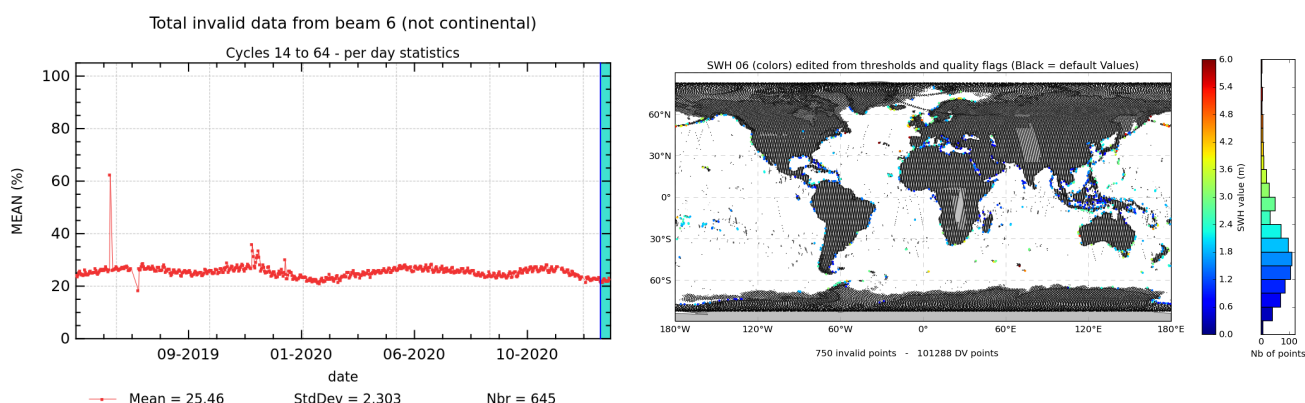 Total invalid data from beam 6 (not continental)
Cycles 14 to 64 - per day statistics
100
80
60
40
20
0
MEAN (%)
09-2019
01-2020
06-2020
10-2020
date
Mean = 25.46 StdDev = 2.303 Nbr = 645
SWH 06 (colors) edited from thresholds and quality flags (Black = default Values)
60°N
30°N
0°
30°S
60°S
180°W
120°W
60°W
0°
60°E
120°E
180°E
750 invalid points - 101288 DV points
6.0
5.4
4.8
4.2
3.6
3.0
2.4
1.8
1.2
0.6
0.0
SWH value (m)
0
100
Nb of points